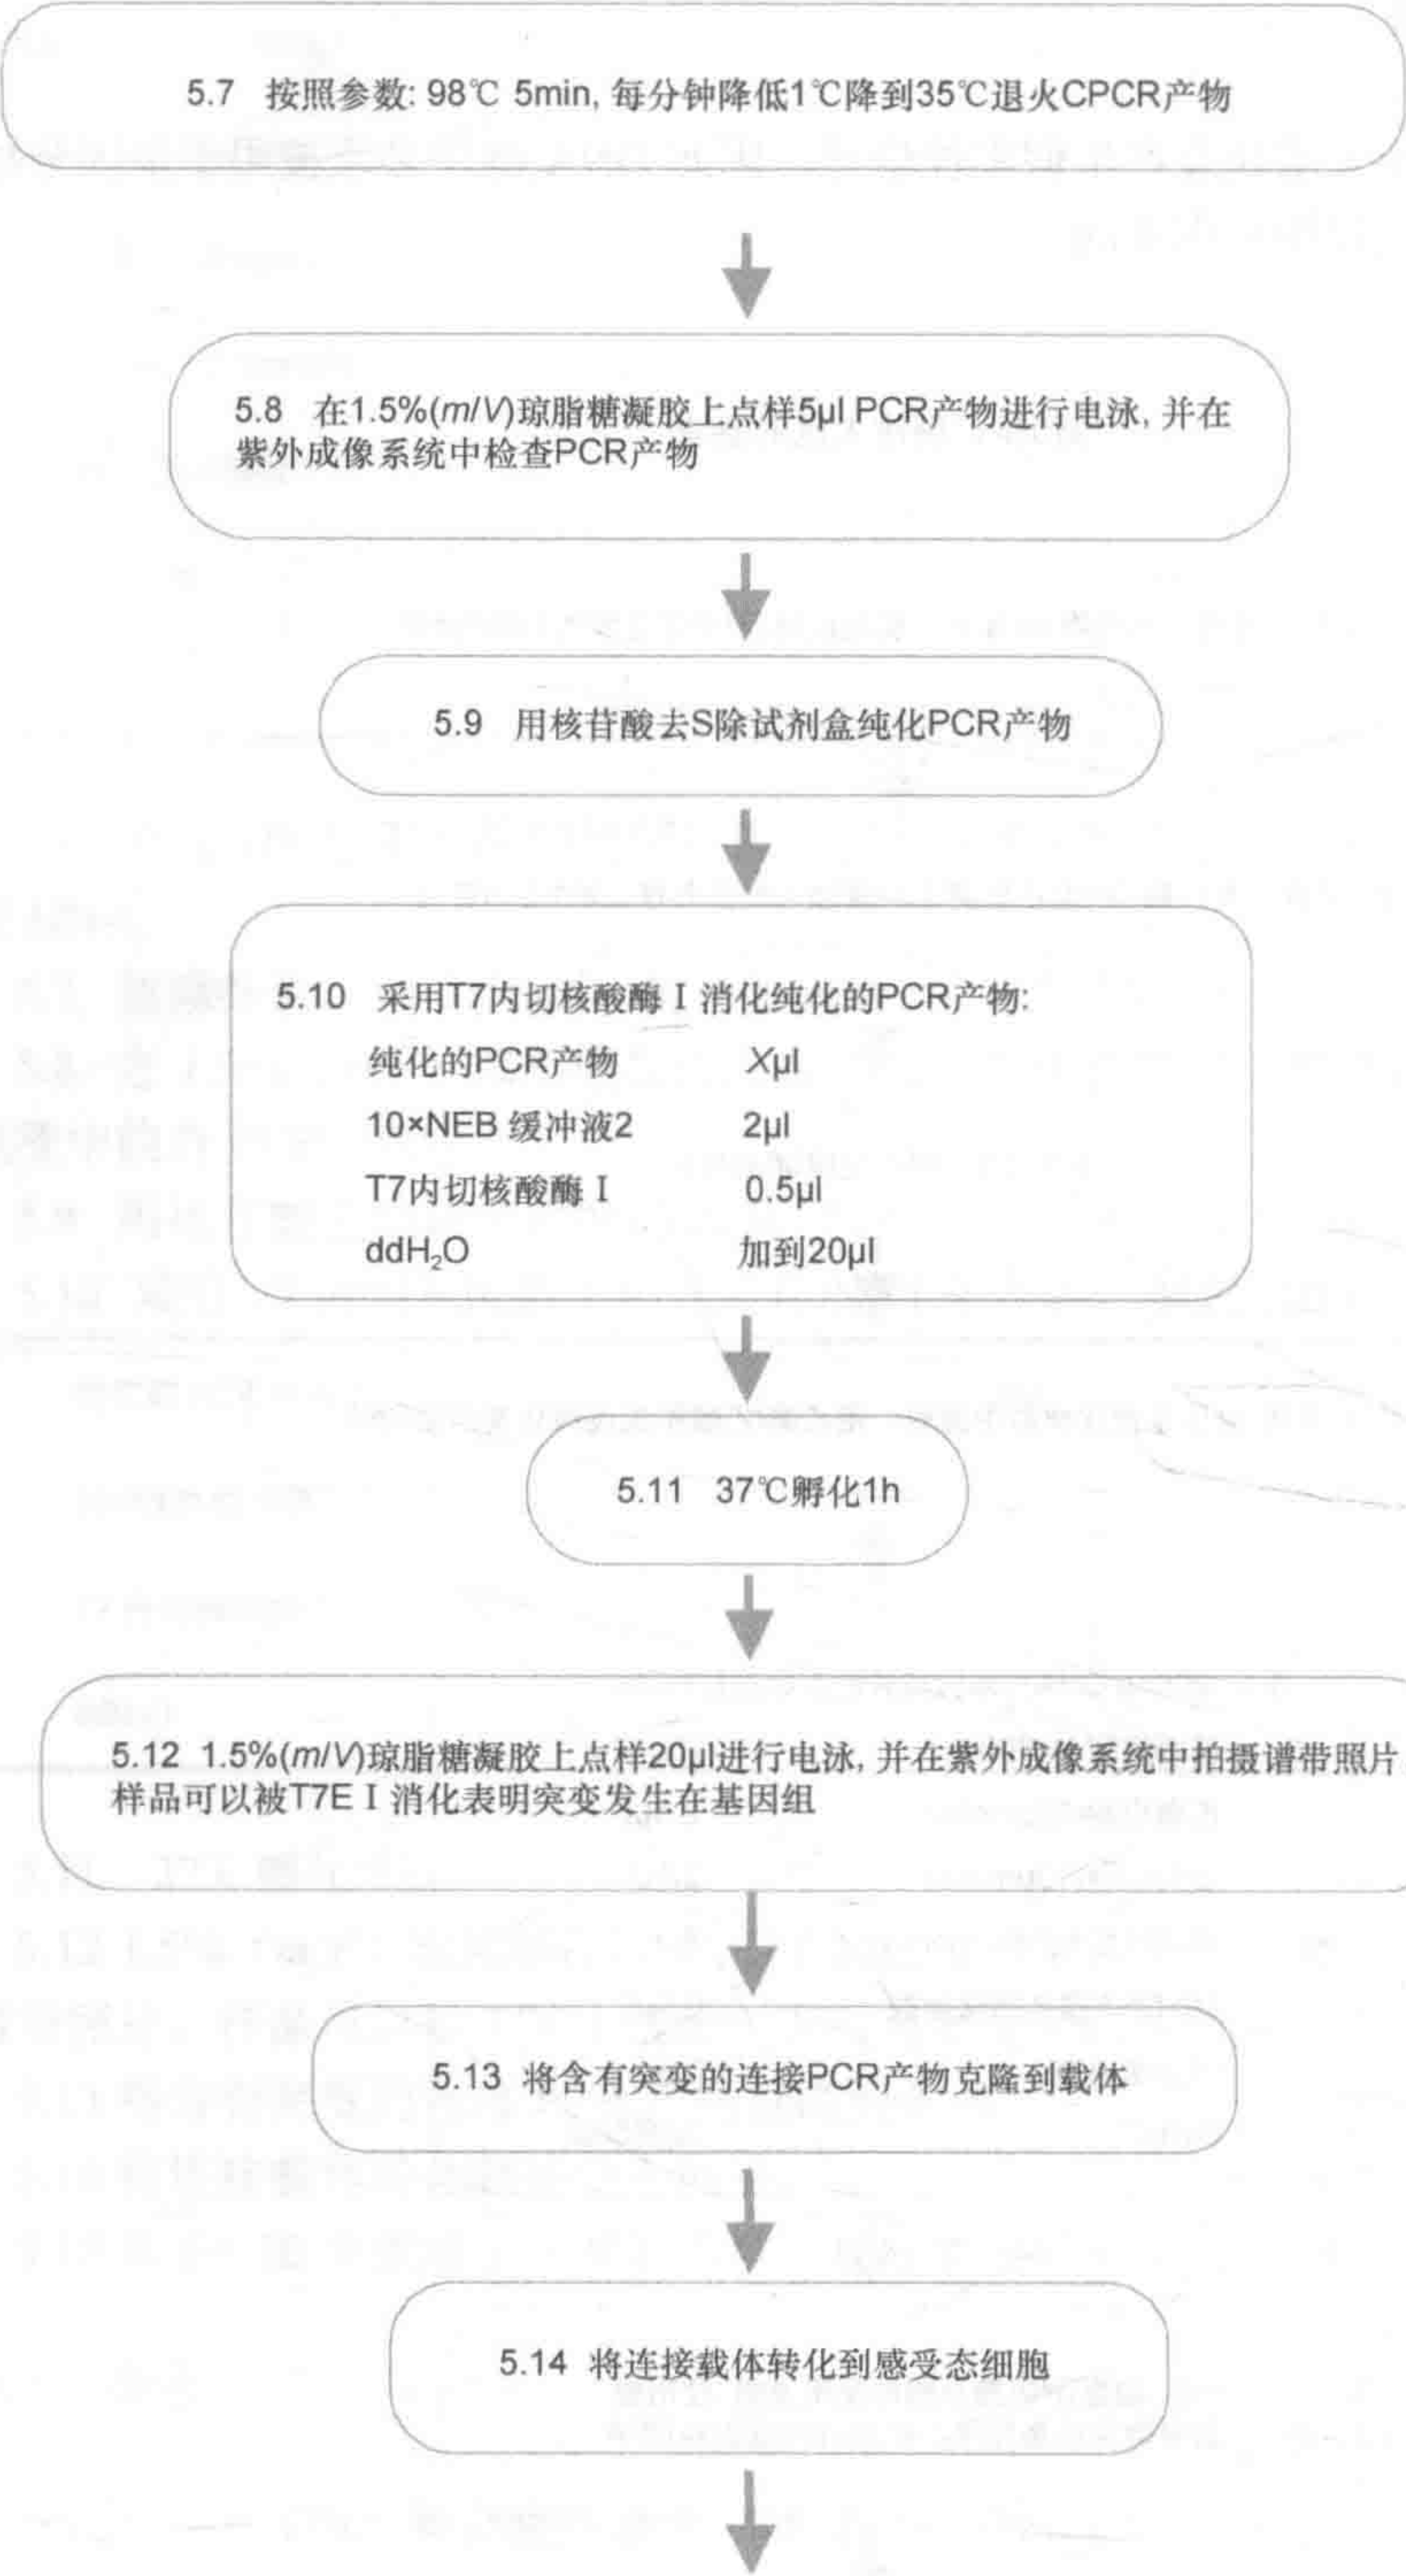 5.7 按照参数: 98℃ 5min, 每分钟降低1℃降到35℃退火CPCR产物
5.8 在1.5%(m/V)琼脂糖凝胶上点样5μl PCR产物进行电泳, 并在
紫外成像系统中检查PCR产物
5.9 用核苷酸去S除试剂盒纯化PCR产物
5.10 采用T7内切核酸酶Ⅰ消化纯化的PCR产物:
纯化的PCR产物 Xμl
10×NEB 缓冲液2 2μl
T7内切核酸酶Ⅰ 0.5μl
ddH₂O 加到20μl
5.11 37℃孵化1h
5.12 1.5%(m/V)琼脂糖凝胶上点样20μl进行电泳, 并在紫外成像系统中拍摄谱带照片
样品可以被T7EⅠ消化表明突变发生在基因组
5.13 将含有突变的连接PCR产物克隆到载体
5.14 将连接载体转化到感受态细胞